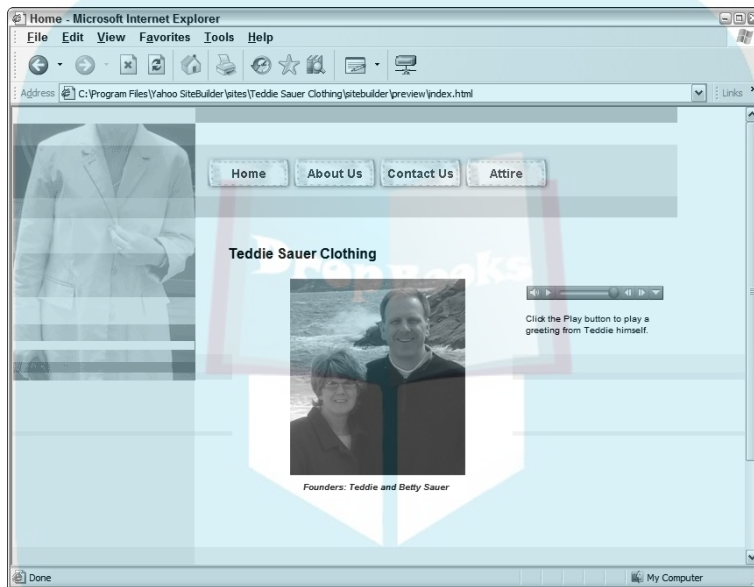 Home - Microsoft Internet Explorer
File Edit View Favorites Tools Help
Address C:\Program Files\Yahoo SiteBuilder\sites\Teddie Sauer Clothing\sitebuilder\preview\index.html Links
Home About Us Contact Us Attire
Teddie Sauer Clothing
DropBooks
Click the Play button to play a
greeting from Teddie himself.
Founders: Teddie and Betty Sauer
Done My Computer